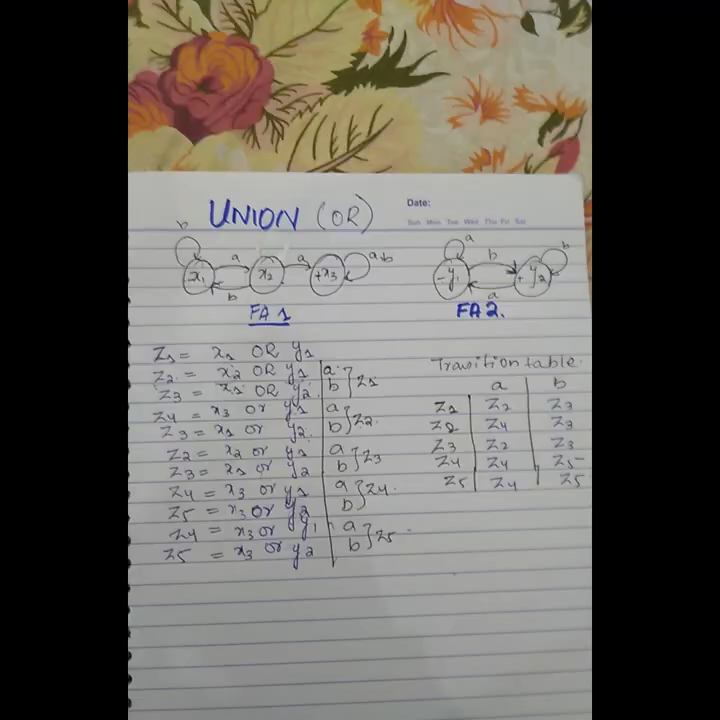 UNION (OR)
Date:
Sun Mon Tue Wed Thu Fri Sat
b a a a,b
-x1 x2 +x3
b
FA 1
a b b
-y1 + y2
a
FA 2.
Z1 = x1 OR y1
Z2 = x2 OR y1 | a } Z1
Z3 = x1 OR y2 | b
Z4 = x3 or y1 | a } Z2
Z3 = x1 or y2 | b
Z2 = x2 or y1 | a } Z3
Z3 = x1 or y2 | b
Z4 = x3 or y1 | a } Z4
Z5 = x3 or y2 | b
Z4 = x3 or y1 | a } Z5
Z5 = x3 or y2 | b
Transition table
a b
Z1 Z2 Z3
Z2 Z4 Z3
Z3 Z2 Z3
Z4 Z4 Z5
Z5 Z4 Z5